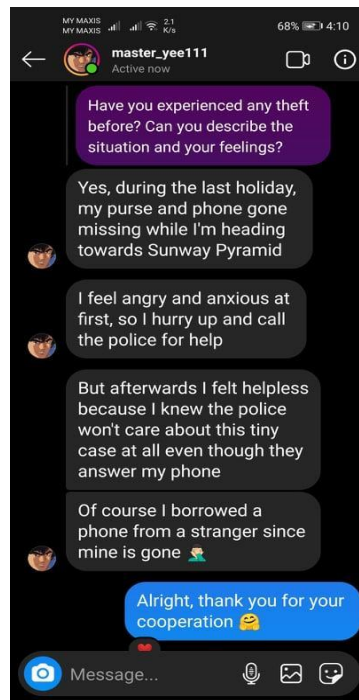 MY MAXIS
MY MAXIS
2.1
K/s
68%
4:10
master_yee111
Active now
Have you experienced any theft
before? Can you describe the
situation and your feelings?
Yes, during the last holiday,
my purse and phone gone
missing while I'm heading
towards Sunway Pyramid
I feel angry and anxious at
first, so I hurry up and call
the police for help
But afterwards I felt helpless
because I knew the police
won't care about this tiny
case at all even though they
answer my phone
Of course I borrowed a
phone from a stranger since
mine is gone 🤦🏻‍♂️
Alright, thank you for your
cooperation 🤗
Message...